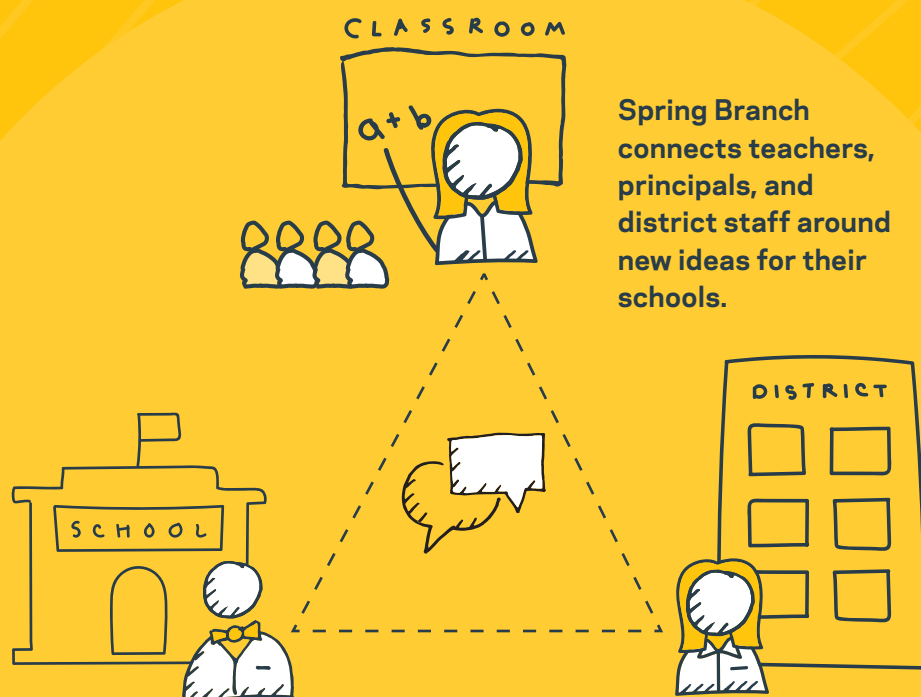 CLASSROOM
a+b
Spring Branch
connects teachers,
principals, and
district staff around
new ideas for their
schools.
DISTRICT
SCHOOL